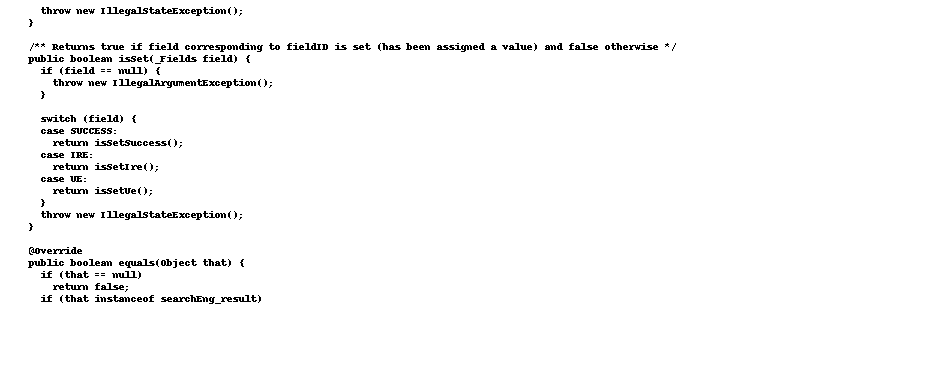 throw new IllegalStateException();
}
/** Returns true if field corresponding to fieldID is set (has been assigned a value) and false otherwise */
public boolean isSet(_Fields field) {
if (field == null) {
throw new IllegalArgumentException();
}
switch (field) {
case SUCCESS:
return isSetSuccess();
case IRE:
return isSetIre();
case UE:
return isSetUe();
}
throw new IllegalStateException();
}
@Override
public boolean equals(Object that) {
if (that == null)
return false;
if (that instanceof searchEng_result)